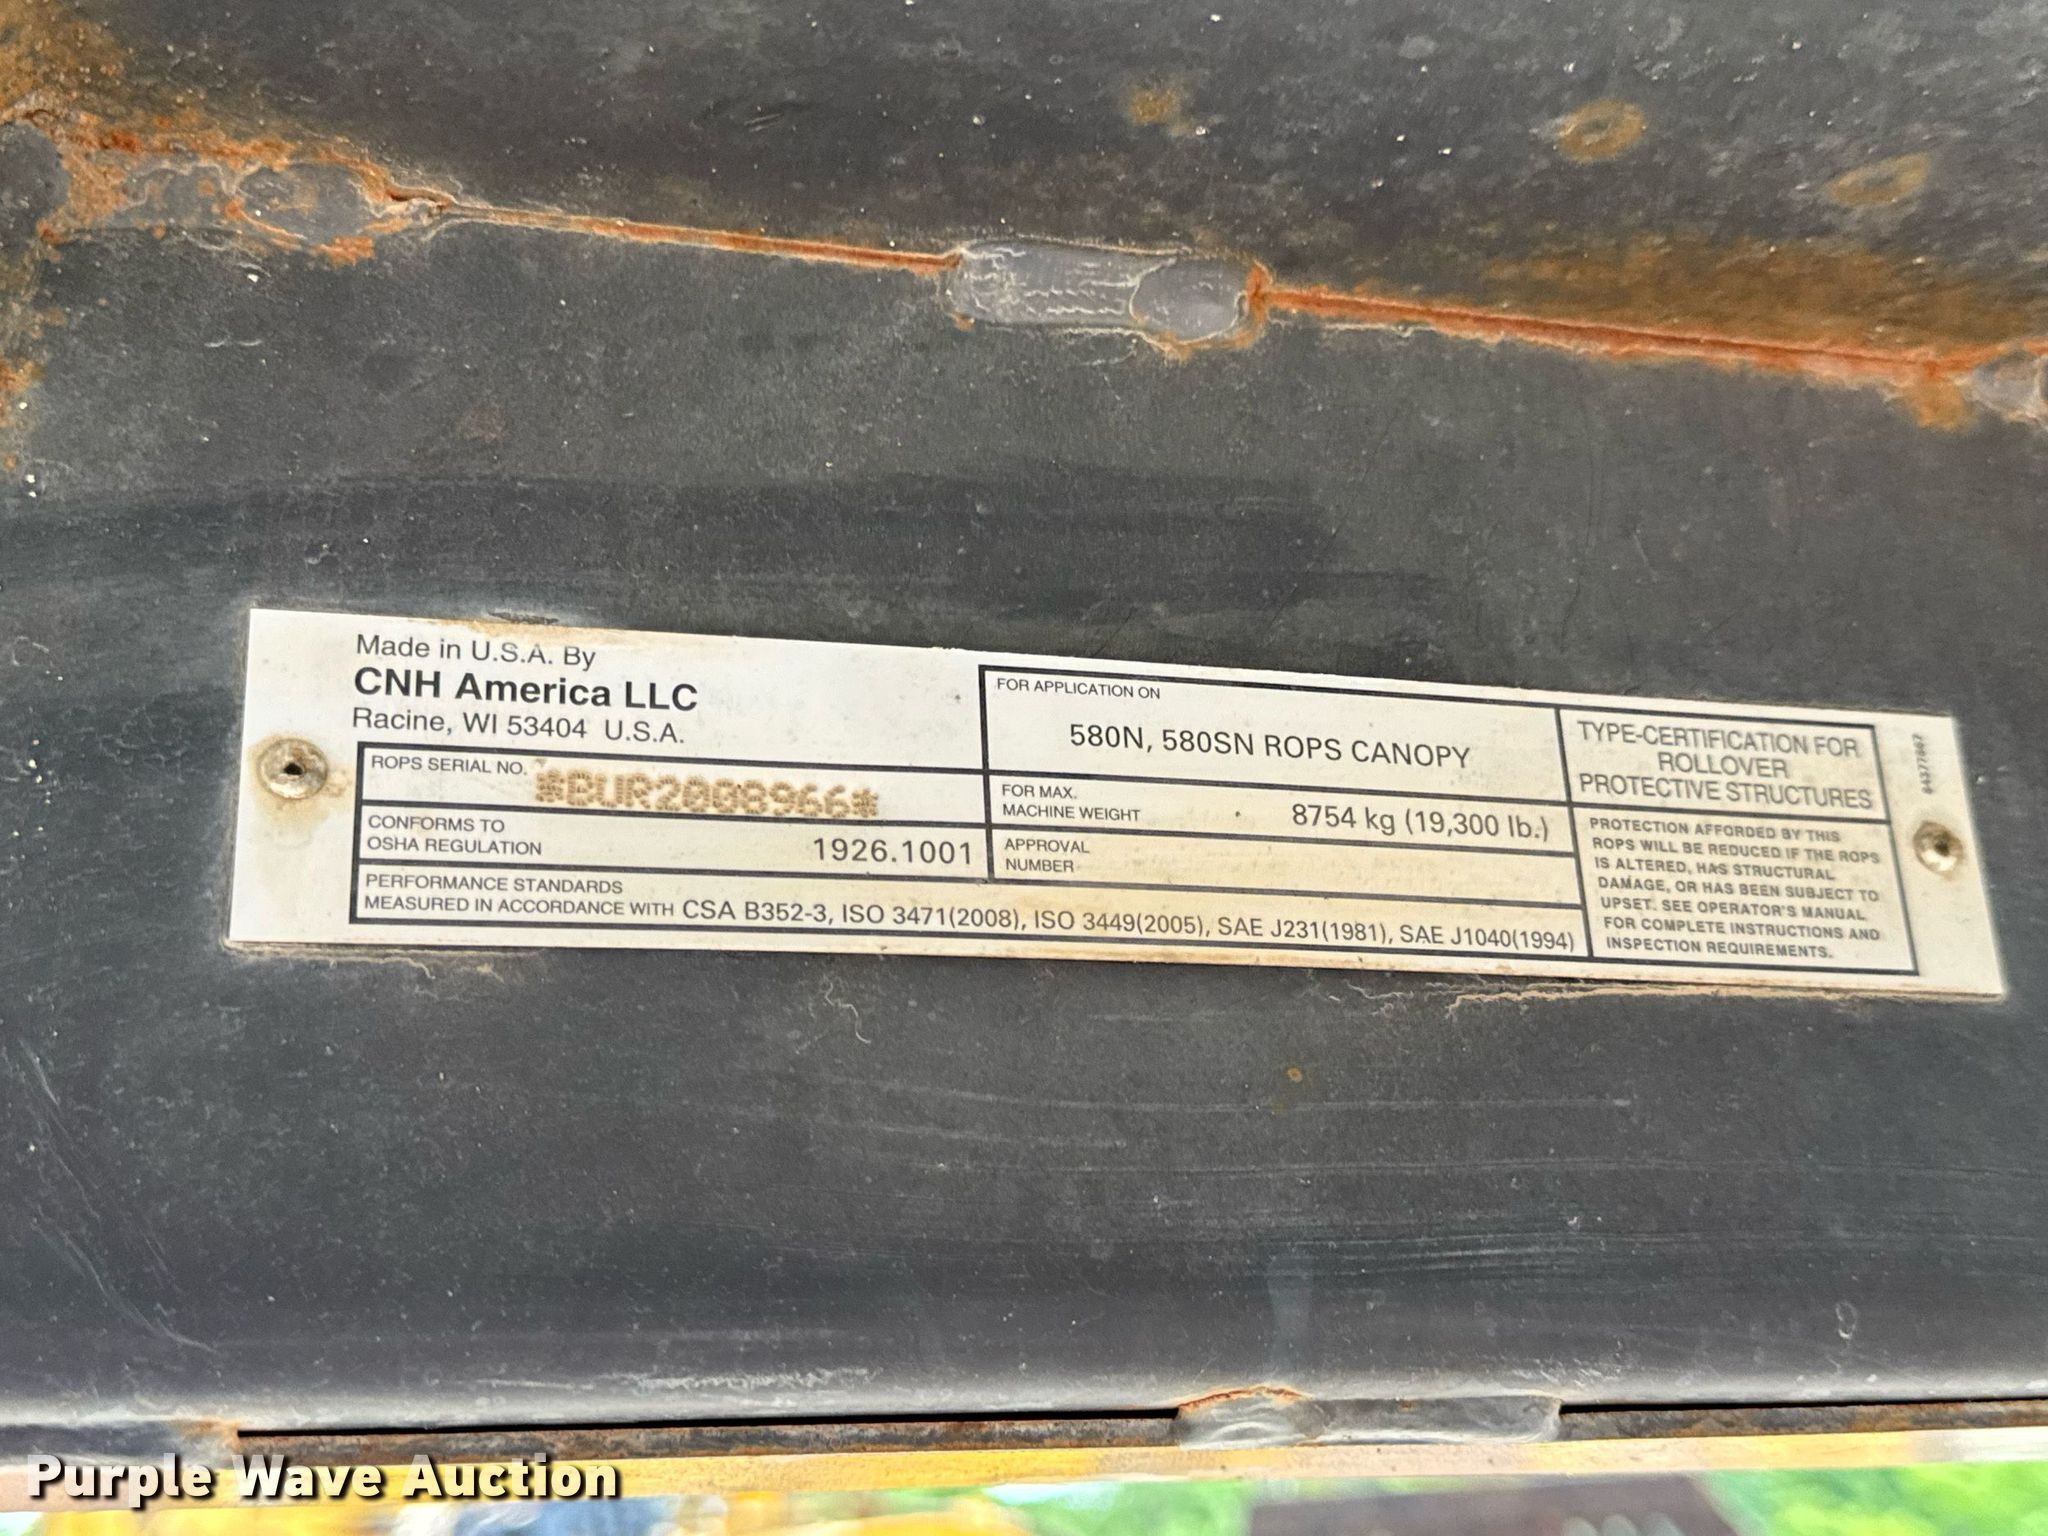 Made in U.S.A. By
CNH America LLC
Racine, WI 53404 U.S.A.
ROPS SERIAL NO. *BUR2008966*
CONFORMS TO
OSHA REGULATION 1926.1001
PERFORMANCE STANDARDS
MEASURED IN ACCORDANCE WITH CSA B352-3, ISO 3471(2008), ISO 3449(2005), SAE J231(1981), SAE J1040(1994)
FOR APPLICATION ON
580N, 580SN ROPS CANOPY
FOR MAX.
MACHINE WEIGHT 8754 kg (19,300 lb.)
APPROVAL
NUMBER
TYPE-CERTIFICATION FOR
ROLLOVER
PROTECTIVE STRUCTURES
PROTECTION AFFORDED BY THIS
ROPS WILL BE REDUCED IF THE ROPS
IS ALTERED, HAS STRUCTURAL
DAMAGE, OR HAS BEEN SUBJECT TO
UPSET. SEE OPERATOR'S MANUAL
FOR COMPLETE INSTRUCTIONS AND
INSPECTION REQUIREMENTS.
Purple Wave Auction